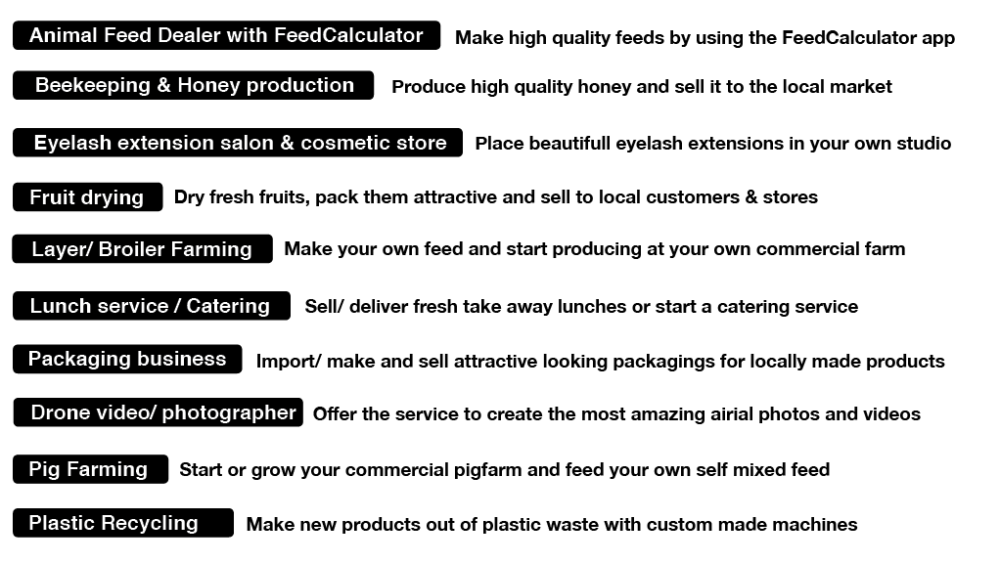 Animal Feed Dealer with FeedCalculator Make high quality feeds by using the FeedCalculator app
Beekeeping & Honey production Produce high quality honey and sell it to the local market
Eyelash extension salon & cosmetic store Place beautifull eyelash extensions in your own studio
Fruit drying Dry fresh fruits, pack them attractive and sell to local customers & stores
Layer/ Broiler Farming Make your own feed and start producing at your own commercial farm
Lunch service / Catering Sell/ deliver fresh take away lunches or start a catering service
Packaging business Import/ make and sell attractive looking packagings for locally made products
Drone video/ photographer Offer the service to create the most amazing airial photos and videos
Pig Farming Start or grow your commercial pigfarm and feed your own self mixed feed
Plastic Recycling Make new products out of plastic waste with custom made machines